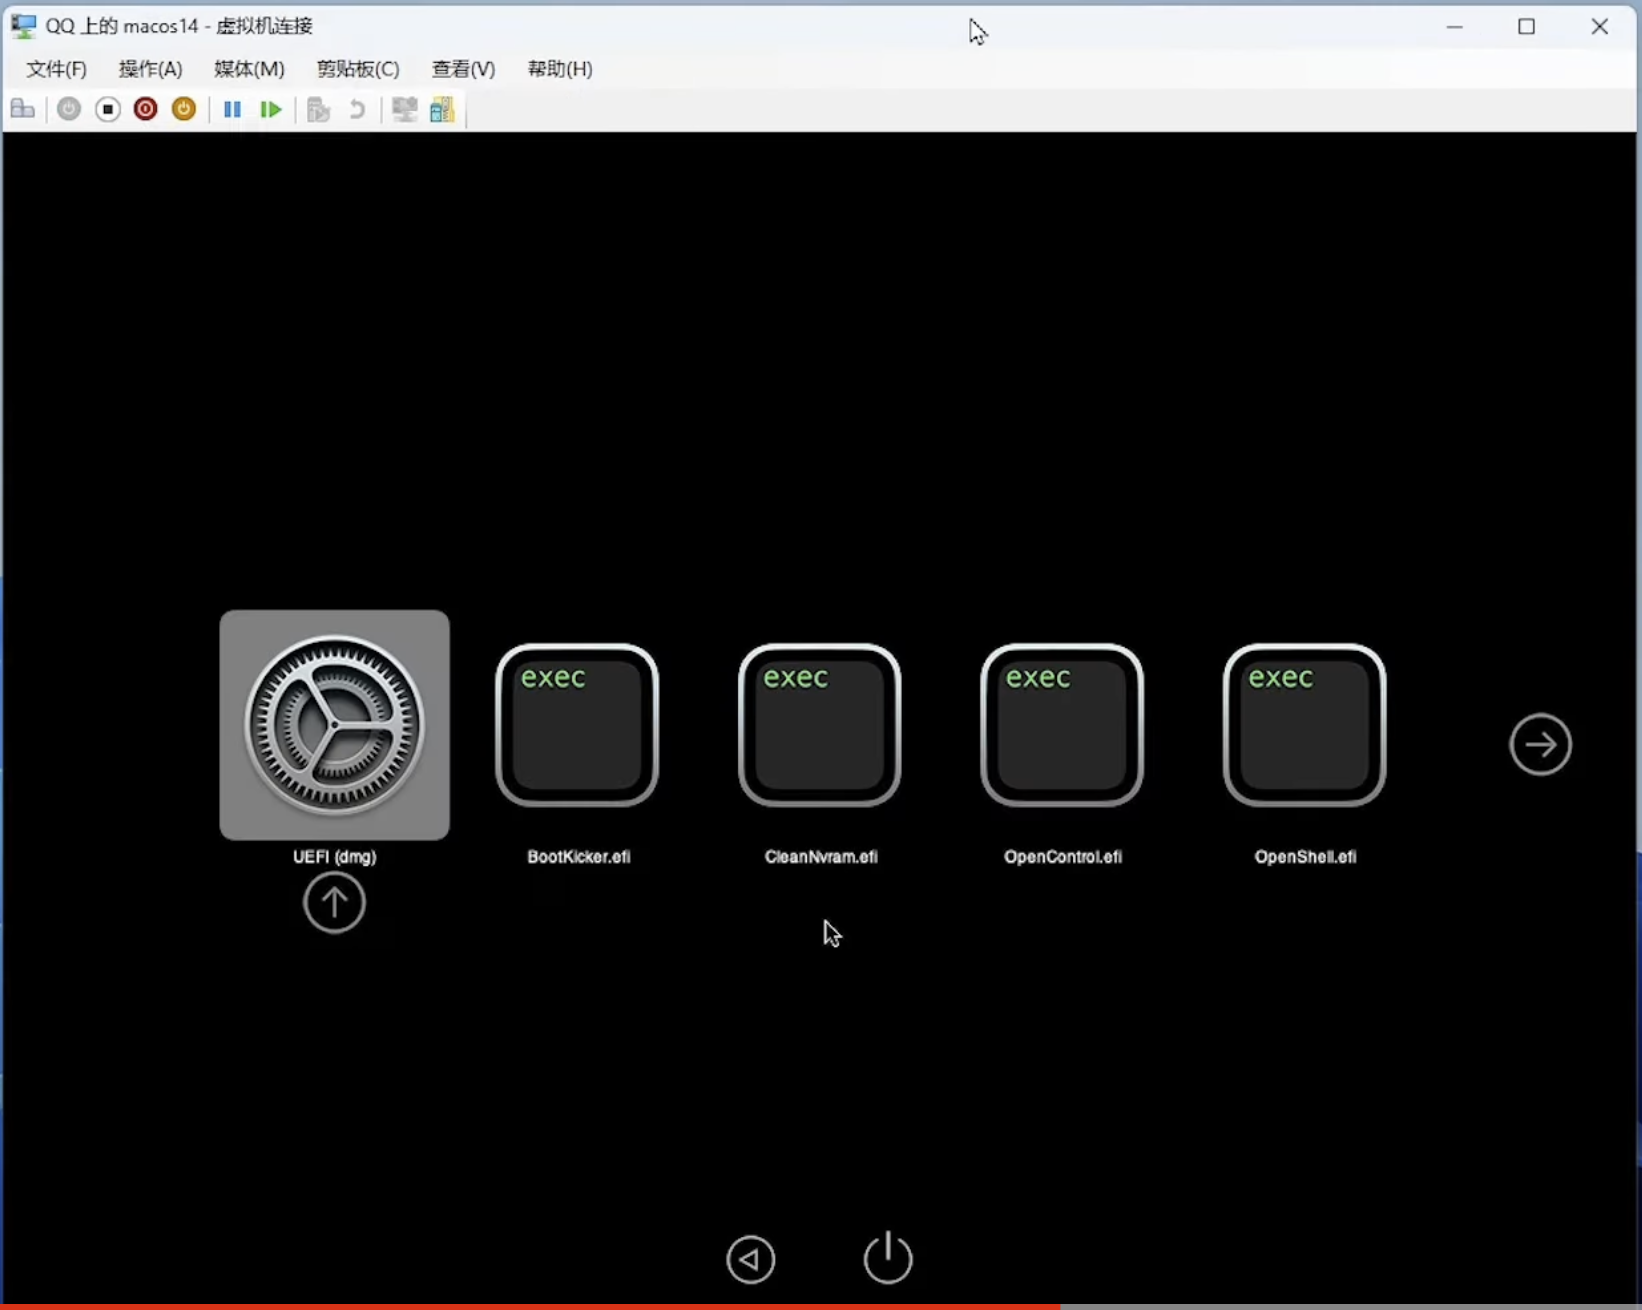 QQ 上的 macos14 - 虚拟机连接
文件(F) 操作(A) 媒体(M) 剪贴板(C) 查看(V) 帮助(H)
exec exec exec exec
UEFI (dmg) BootKicker.efi CleanNvram.efi OpenControl.efi OpenShell.efi